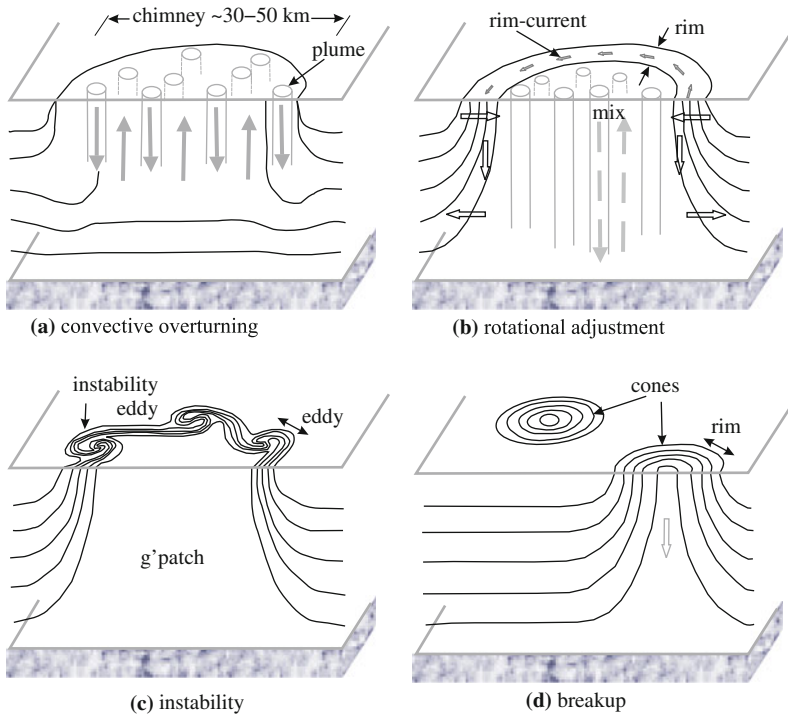 chimney ~30–50 km
plume
(a) convective overturning
rim-current
rim
mix
(b) rotational adjustment
instability
eddy
eddy
g'patch
(c) instability
cones
rim
(d) breakup